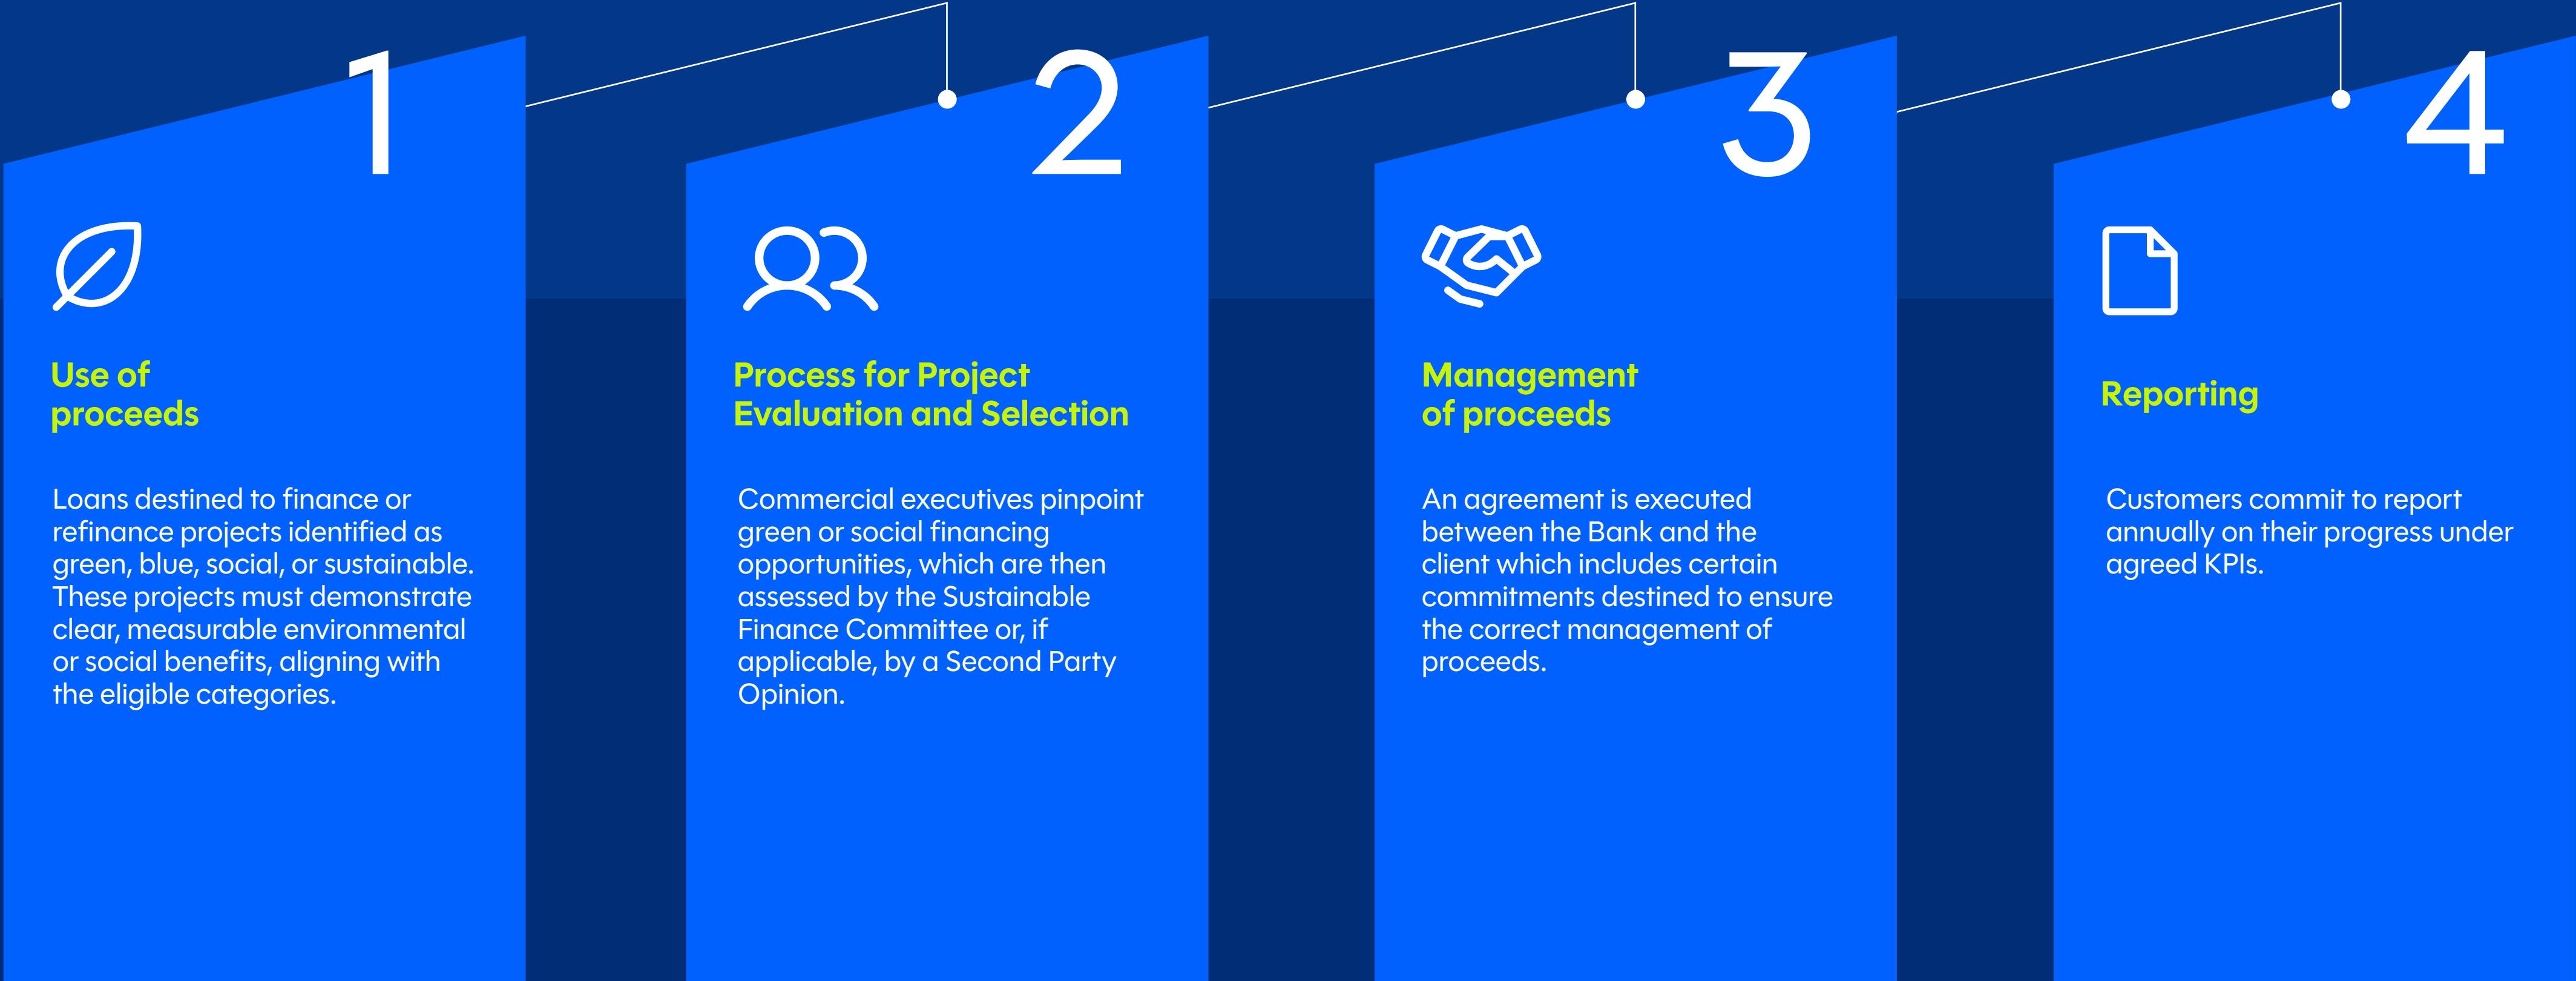 1
Use of
proceeds
Loans destined to finance or
refinance projects identified as
green, blue, social, or sustainable.
These projects must demonstrate
clear, measurable environmental
or social benefits, aligning with
the eligible categories.
2
Process for Project
Evaluation and Selection
Commercial executives pinpoint
green or social financing
opportunities, which are then
assessed by the Sustainable
Finance Committee or, if
applicable, by a Second Party
Opinion.
3
Management
of proceeds
An agreement is executed
between the Bank and the
client which includes certain
commitments destined to ensure
the correct management of
proceeds.
4
Reporting
Customers commit to report
annually on their progress under
agreed KPIs.